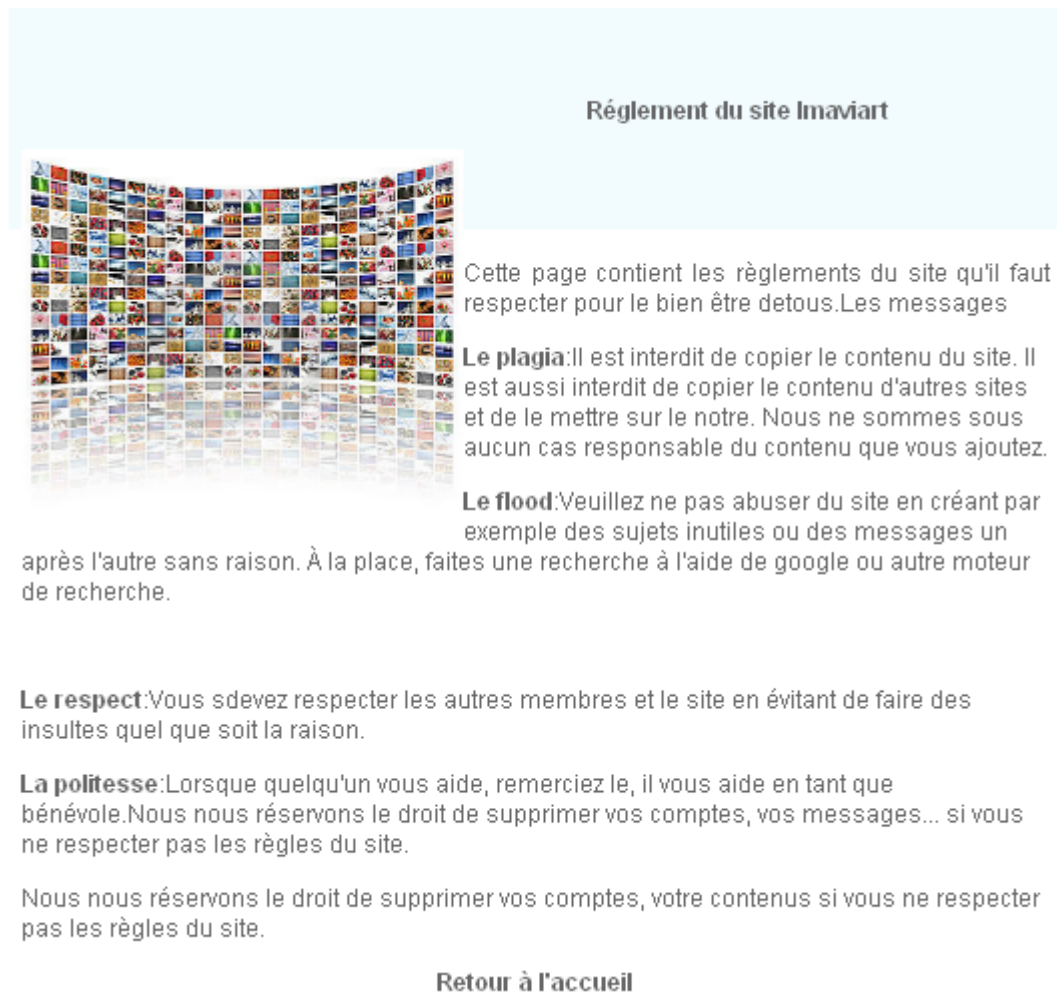 Réglement du site Imaviart
Cette page contient les règlements du site qu'il faut
respecter pour le bien être detous.Les messages
Le plagia:Il est interdit de copier le contenu du site. Il
est aussi interdit de copier le contenu d'autres sites
et de le mettre sur le notre. Nous ne sommes sous
aucun cas responsable du contenu que vous ajoutez.
Le flood:Veuillez ne pas abuser du site en créant par
exemple des sujets inutiles ou des messages un
après l'autre sans raison. À la place, faites une recherche à l'aide de google ou autre moteur
de recherche.
Le respect:Vous sdevez respecter les autres membres et le site en évitant de faire des
insultes quel que soit la raison.
La politesse:Lorsque quelqu'un vous aide, remerciez le, il vous aide en tant que
bénévole.Nous nous réservons le droit de supprimer vos comptes, vos messages... si vous
ne respecter pas les règles du site.
Nous nous réservons le droit de supprimer vos comptes, votre contenus si vous ne respecter
pas les règles du site.
Retour à l'accueil